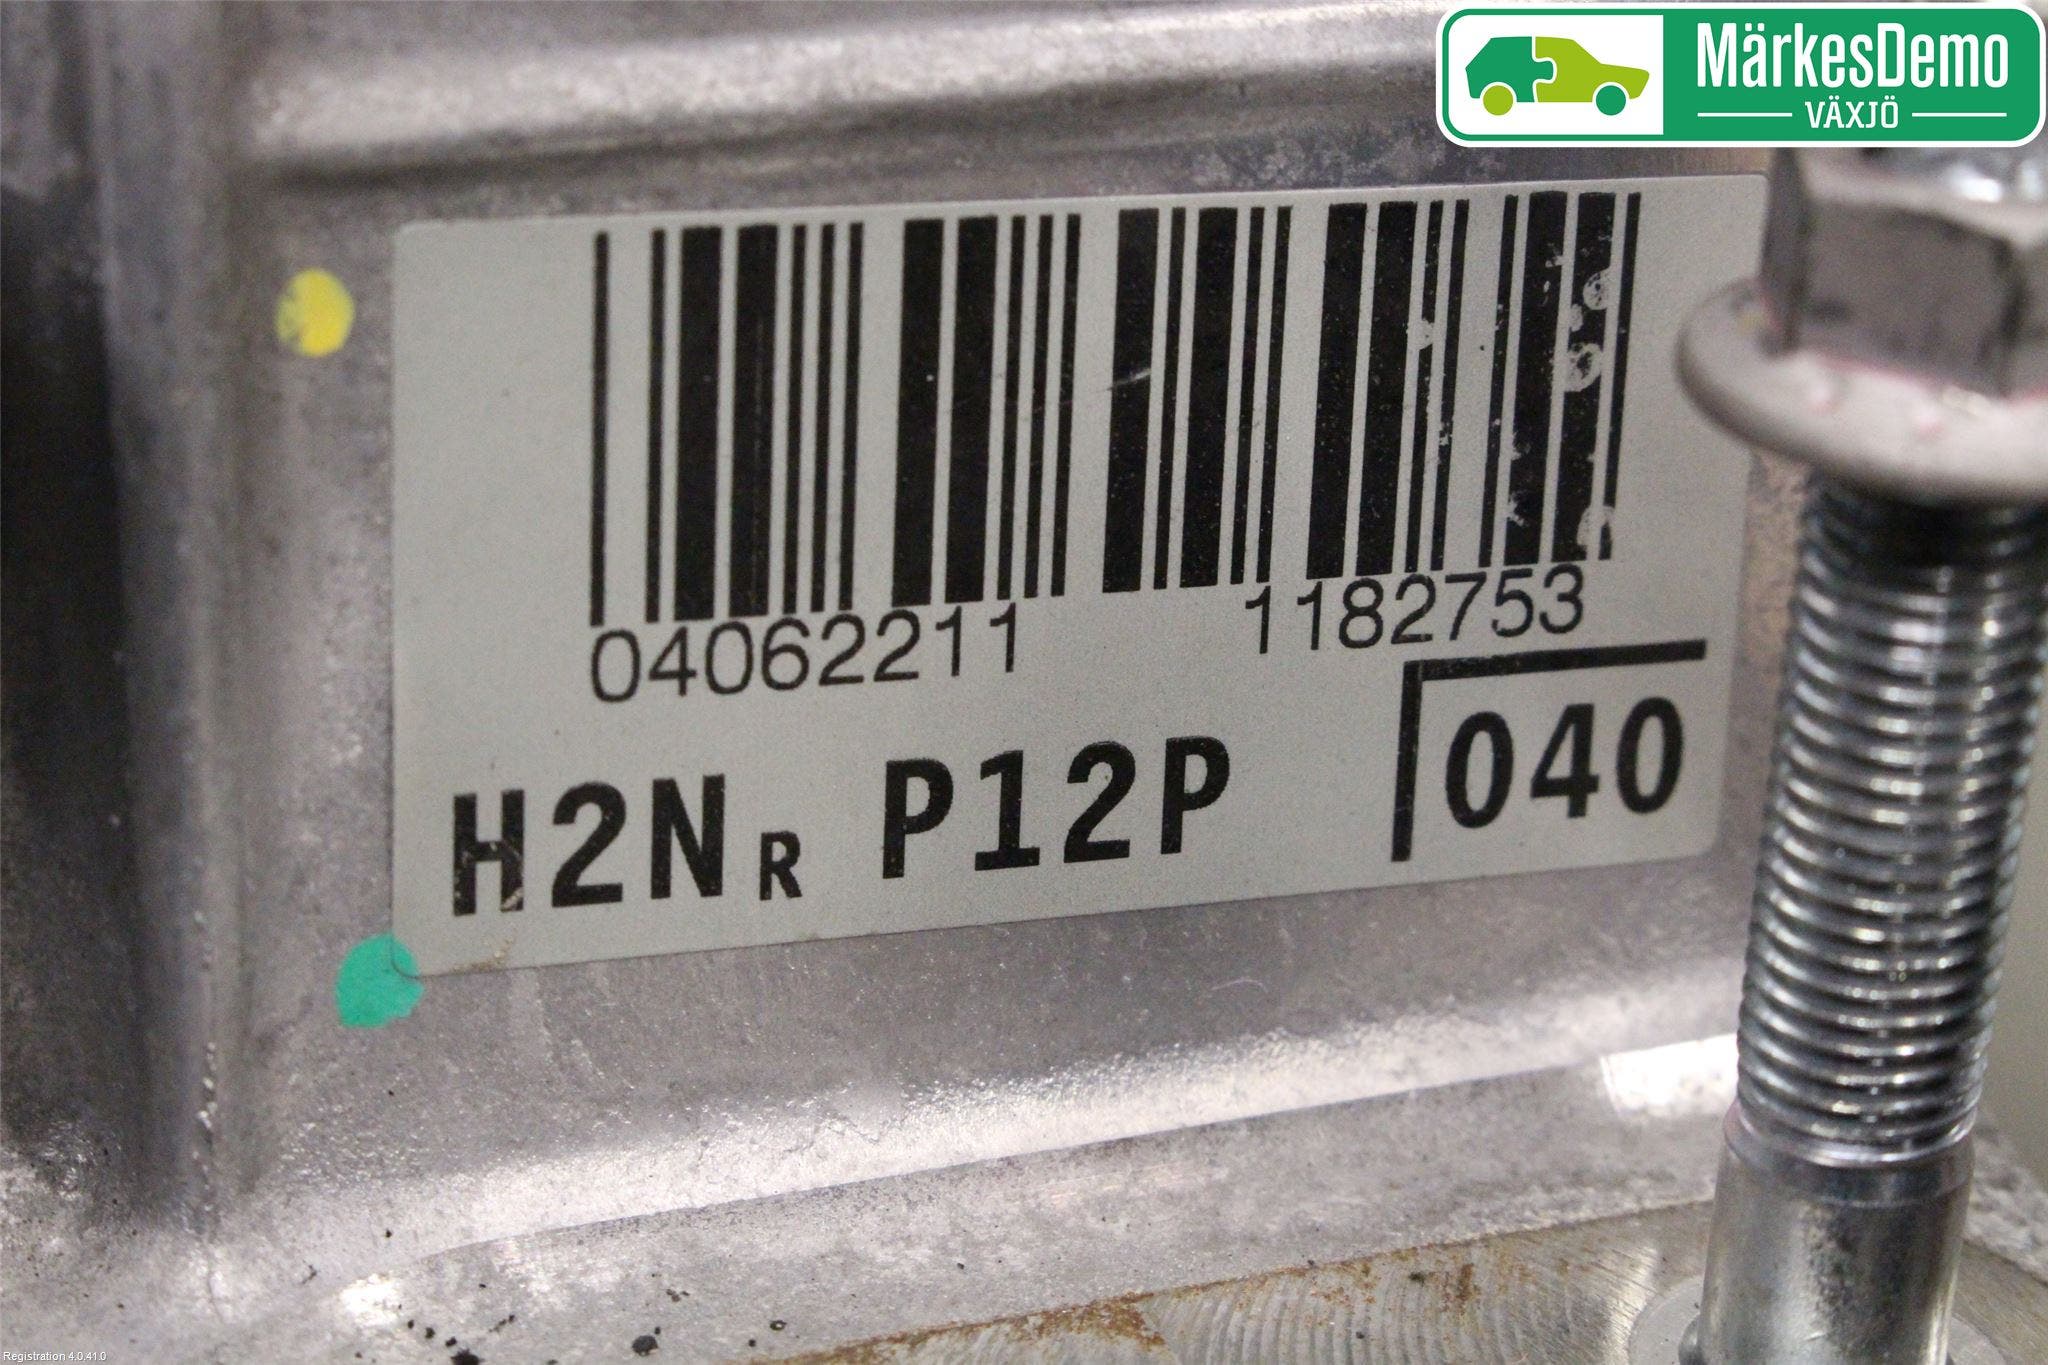 MärkesDemo
VÄXJÖ
04062211 1182753
H2NR P12P 040
Registration 4.0.41.0